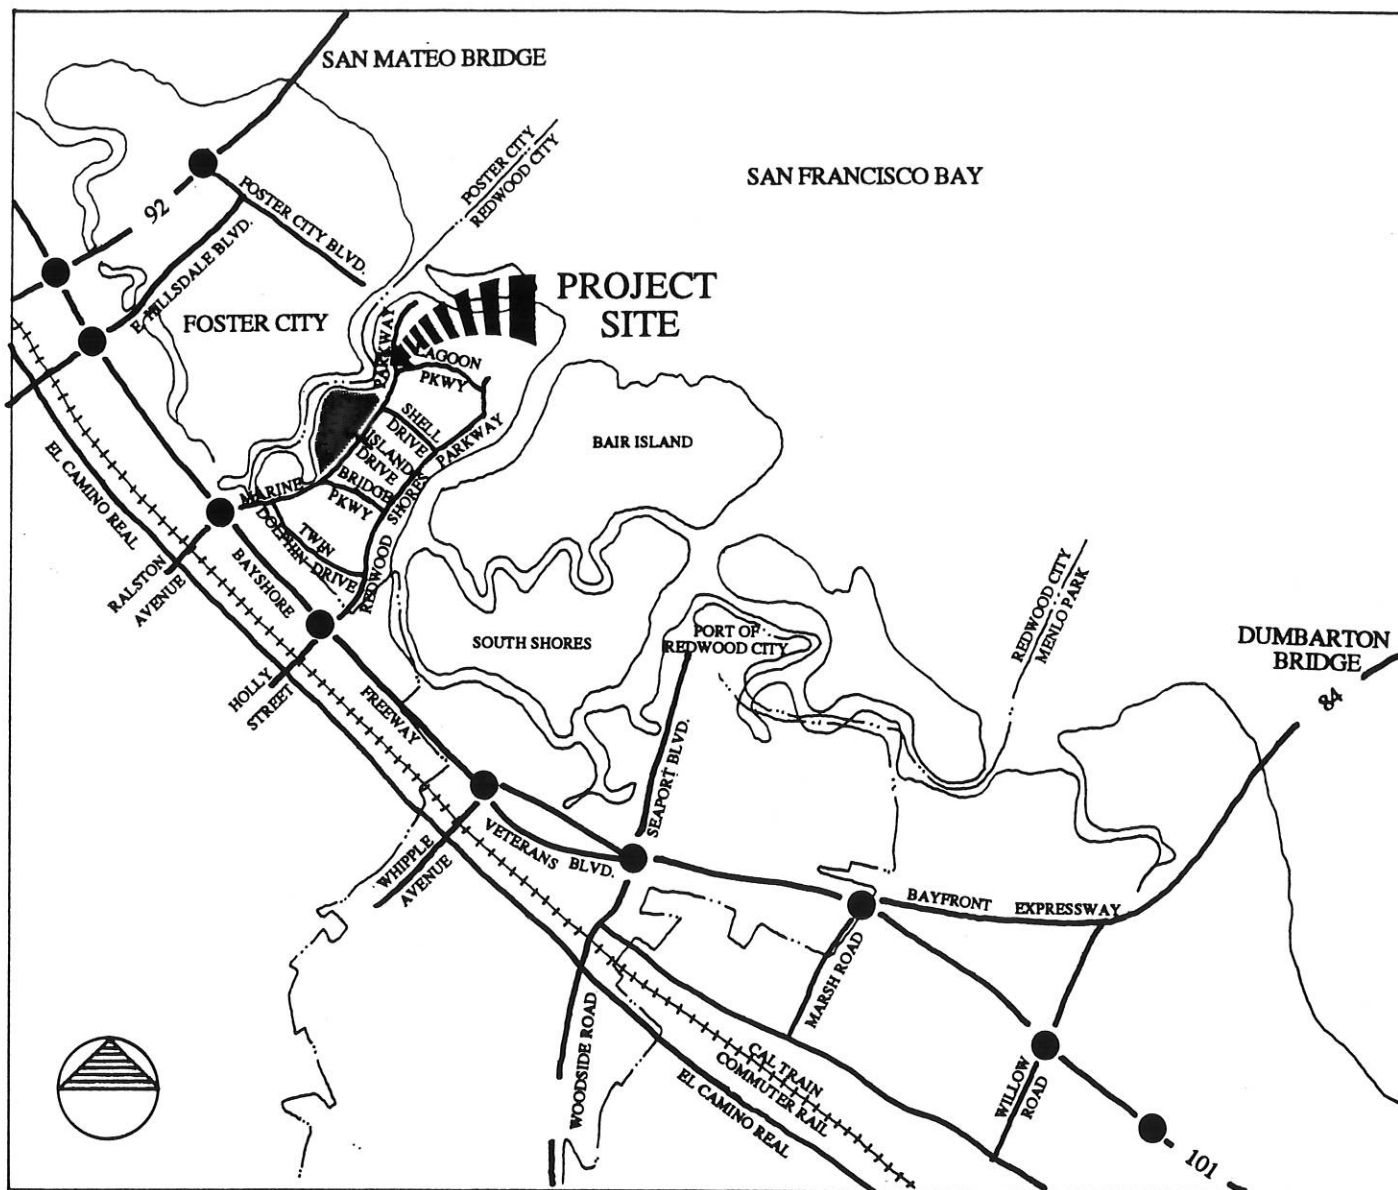 SAN MATEO BRIDGE
FOSTER CITY
REDWOOD CITY
SAN FRANCISCO BAY
92
FOSTER CITY BLVD.
E. HILLSDALE BLVD.
FOSTER CITY
PROJECT
SITE
PARKWAY
LAGOON
PKWY
SHELL
DRIVE
ISLAND
DRIVE
BRIDGE
PKWY
MARINE
REDWOOD SHORES PARKWAY
TWIN
DOLPHIN DRIVE
BAIR ISLAND
EL CAMINO REAL
RALSTON
AVENUE
BAYSHORE
FREEWAY
HOLLY
STREET
SOUTH SHORES
PORT OF
REDWOOD CITY
REDWOOD CITY
MENLO PARK
DUMBARTON
BRIDGE
84
SEAPORT BLVD.
WHIPPLE
AVENUE
VETERANS BLVD.
BAYFRONT EXPRESSWAY
MARSH ROAD
WOODSIDE ROAD
CAL TRAIN
COMMUTER RAIL
EL CAMINO REAL
WILLOW
ROAD
101